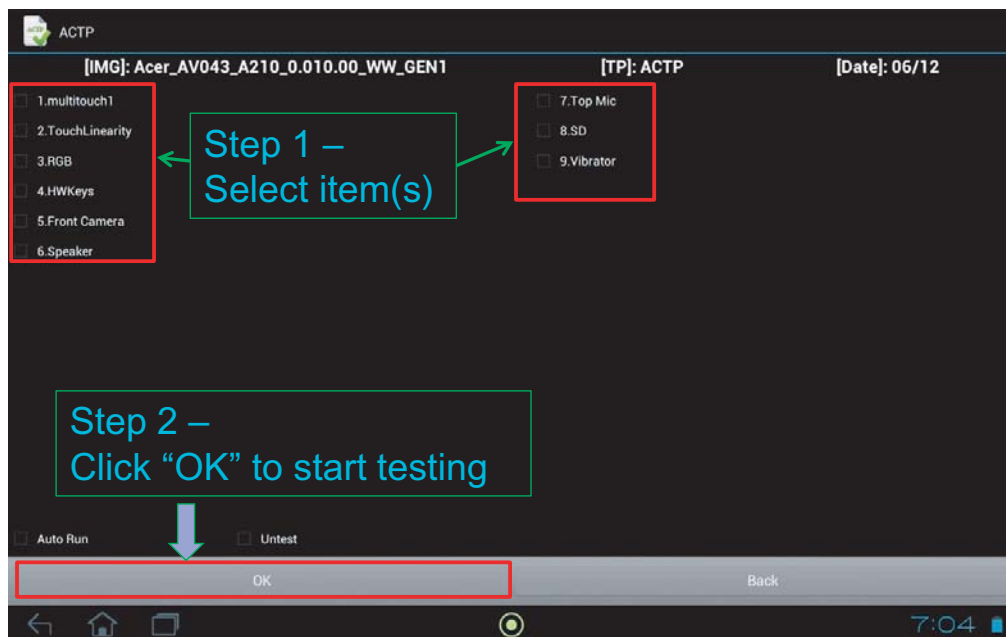 ACTP
[IMG]: Acer_AV043_A210_0.010.00_WW_GEN1 [TP]: ACTP [Date]: 06/12
1.multitouch1
2.TouchLinearity
3.RGB
4.HWKeys
5.Front Camera
6.Speaker
7.Top Mic
8.SD
9.Vibrator
Step 1 –
Select item(s)
Step 2 –
Click “OK” to start testing
Auto Run
Untest
OK
Back
7:04